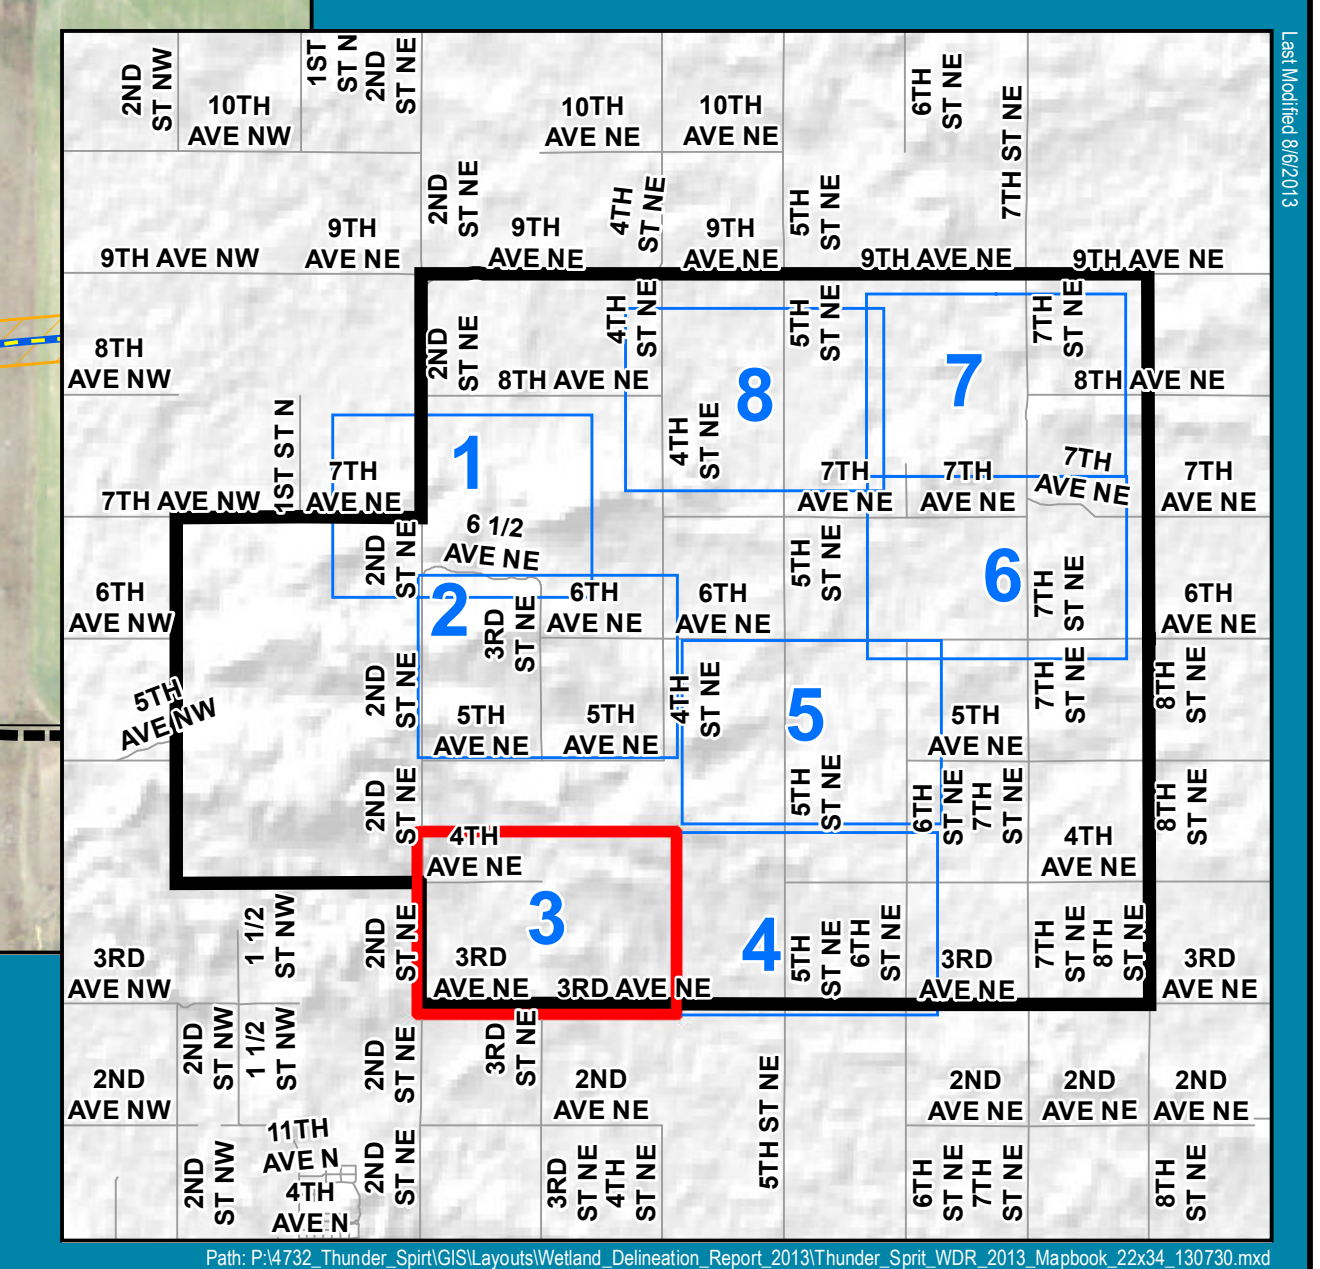 Last Modified 8/6/2013
2ND
ST NW
1ST
ST N
2ND
ST NE
6TH
ST NE
7TH ST NE
10TH
AVE NW
10TH
AVE NE
10TH
AVE NE
2ND
ST NE
4TH
ST NE
5TH
ST NE
9TH AVE NW
9TH
AVE NE
9TH
AVE NE
9TH
AVE NE
9TH AVE NE
9TH AVE NE
2ND
ST NE
4TH
ST NE
5TH
ST NE
7TH
ST NE
8TH
AVE NW
8TH AVE NE
8
7
8TH AVE NE
1ST ST N
1
4TH
ST NE
7TH AVE NW
7TH
AVE NE
7TH
AVE NE
7TH
AVE NE
7TH
AVE NE
7TH
AVE NE
6 1/2
AVE NE
2ND
ST NE
5TH
ST NE
6
7TH
ST NE
6TH
AVE NW
2
3RD
ST NE
6TH
AVE NE
6TH
AVE NE
6TH
AVE NE
5TH
AVE NW
2ND
ST NE
4TH
ST NE
5
7TH
ST NE
8TH
ST NE
5TH
AVE NE
5TH
AVE NE
5TH
AVE NE
2ND
ST NE
5TH
ST NE
6TH
ST NE
7TH
ST NE
8TH
ST NE
4TH
AVE NE
4TH
AVE NE
3
4
1 1/2
ST NW
2ND
ST NE
5TH
ST NE
6TH
ST NE
7TH
ST NE
8TH
ST NE
3RD
AVE NW
3RD
AVE NE
3RD AVE NE
3RD
AVE NE
3RD
AVE NE
2ND
ST NW
1 1/2
ST NW
2ND
ST NE
3RD
ST NE
5TH ST NE
2ND
AVE NW
2ND
AVE NE
2ND
AVE NE
2ND
AVE NE
2ND
AVE NE
11TH
AVE N
2ND
ST NW
4TH
AVE N
2ND
ST NE
3RD
ST NE
4TH
ST NE
6TH
ST NE
7TH
ST NE
8TH
ST NE
Path: P:\4732_Thunder_Spirt\GIS\Layouts\Wetland_Delineation_Report_2013\Thunder_Sprit_WDR_2013_Mapbook_22x34_130730.mxd